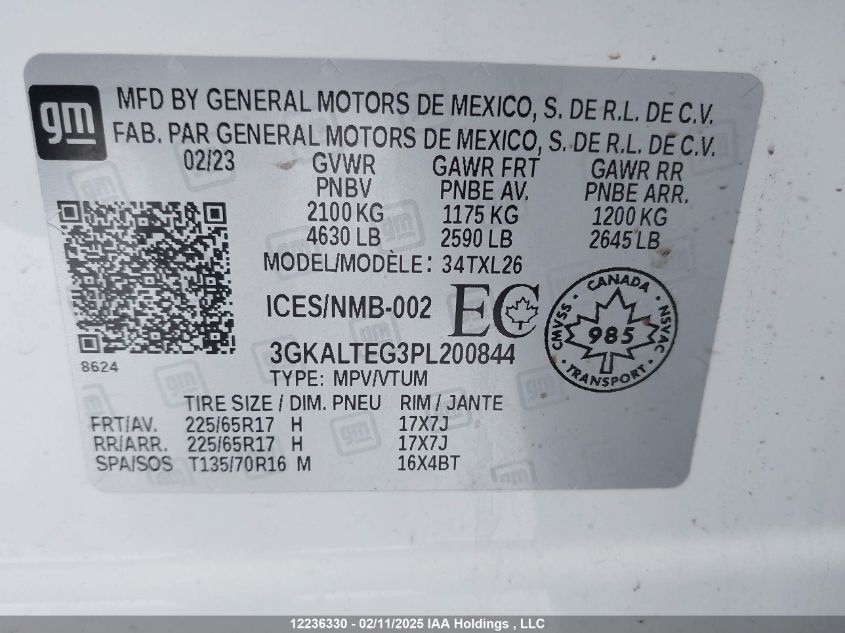 gm
MFD BY GENERAL MOTORS DE MEXICO, S. DE R.L. DE C.V.
FAB. PAR GENERAL MOTORS DE MEXICO, S. DE R.L. DE C.V.
02/23 GVWR GAWR FRT GAWR RR
PNBV PNBE AV. PNBE ARR.
2100 KG 1175 KG 1200 KG
4630 LB 2590 LB 2645 LB
MODEL/MODÈLE: 34TXL26
ICES/NMB-002 EC
CANADA
CMVSS 985 NSVAC
TRANSPORT
3GKALTEG3PL200844
8624
TYPE: MPV/VTUM
TIRE SIZE / DIM. PNEU RIM / JANTE
FRT/AV. 225/65R17 H 17X7J
RR/ARR. 225/65R17 H 17X7J
SPA/SOS T135/70R16 M 16X4BT
12236330 - 02/11/2025 IAA Holdings , LLC